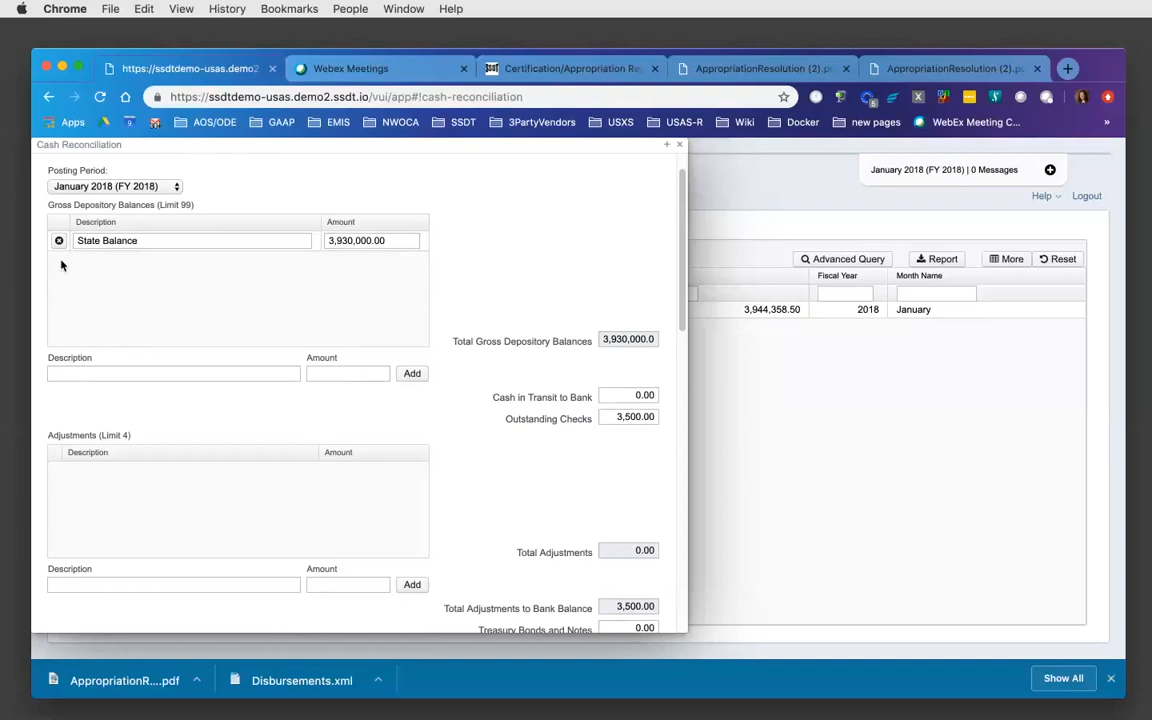 Chrome File Edit View History Bookmarks People Window Help
https://ssdtdemo-usas.demo2 Webex Meetings Certification/Appropriation Re AppropriationResolution (2).p AppropriationResolution (2).p
https://ssdtdemo-usas.demo2.ssdt.io/vui/app#!cash-reconciliation
Apps AOS/ODE GAAP EMIS NWOCA SSDT 3PartyVendors USXS USAS-R Wiki Docker new pages WebEx Meeting C... »
Cash Reconciliation
January 2018 (FY 2018) | 0 Messages
Posting Period:
January 2018 (FY 2018)
Help Logout
Gross Depository Balances (Limit 99)
Description Amount
State Balance 3,930,000.00
Advanced Query Report More Reset
Fiscal Year Month Name
3,944,358.50 2018 January
Total Gross Depository Balances 3,930,000.0
Description Amount
Add
Cash in Transit to Bank 0.00
Outstanding Checks 3,500.00
Adjustments (Limit 4)
Description Amount
Total Adjustments 0.00
Description Amount
Add
Total Adjustments to Bank Balance 3,500.00
Treasury Bonds and Notes 0.00
AppropriationR....pdf Disbursements.xml Show All